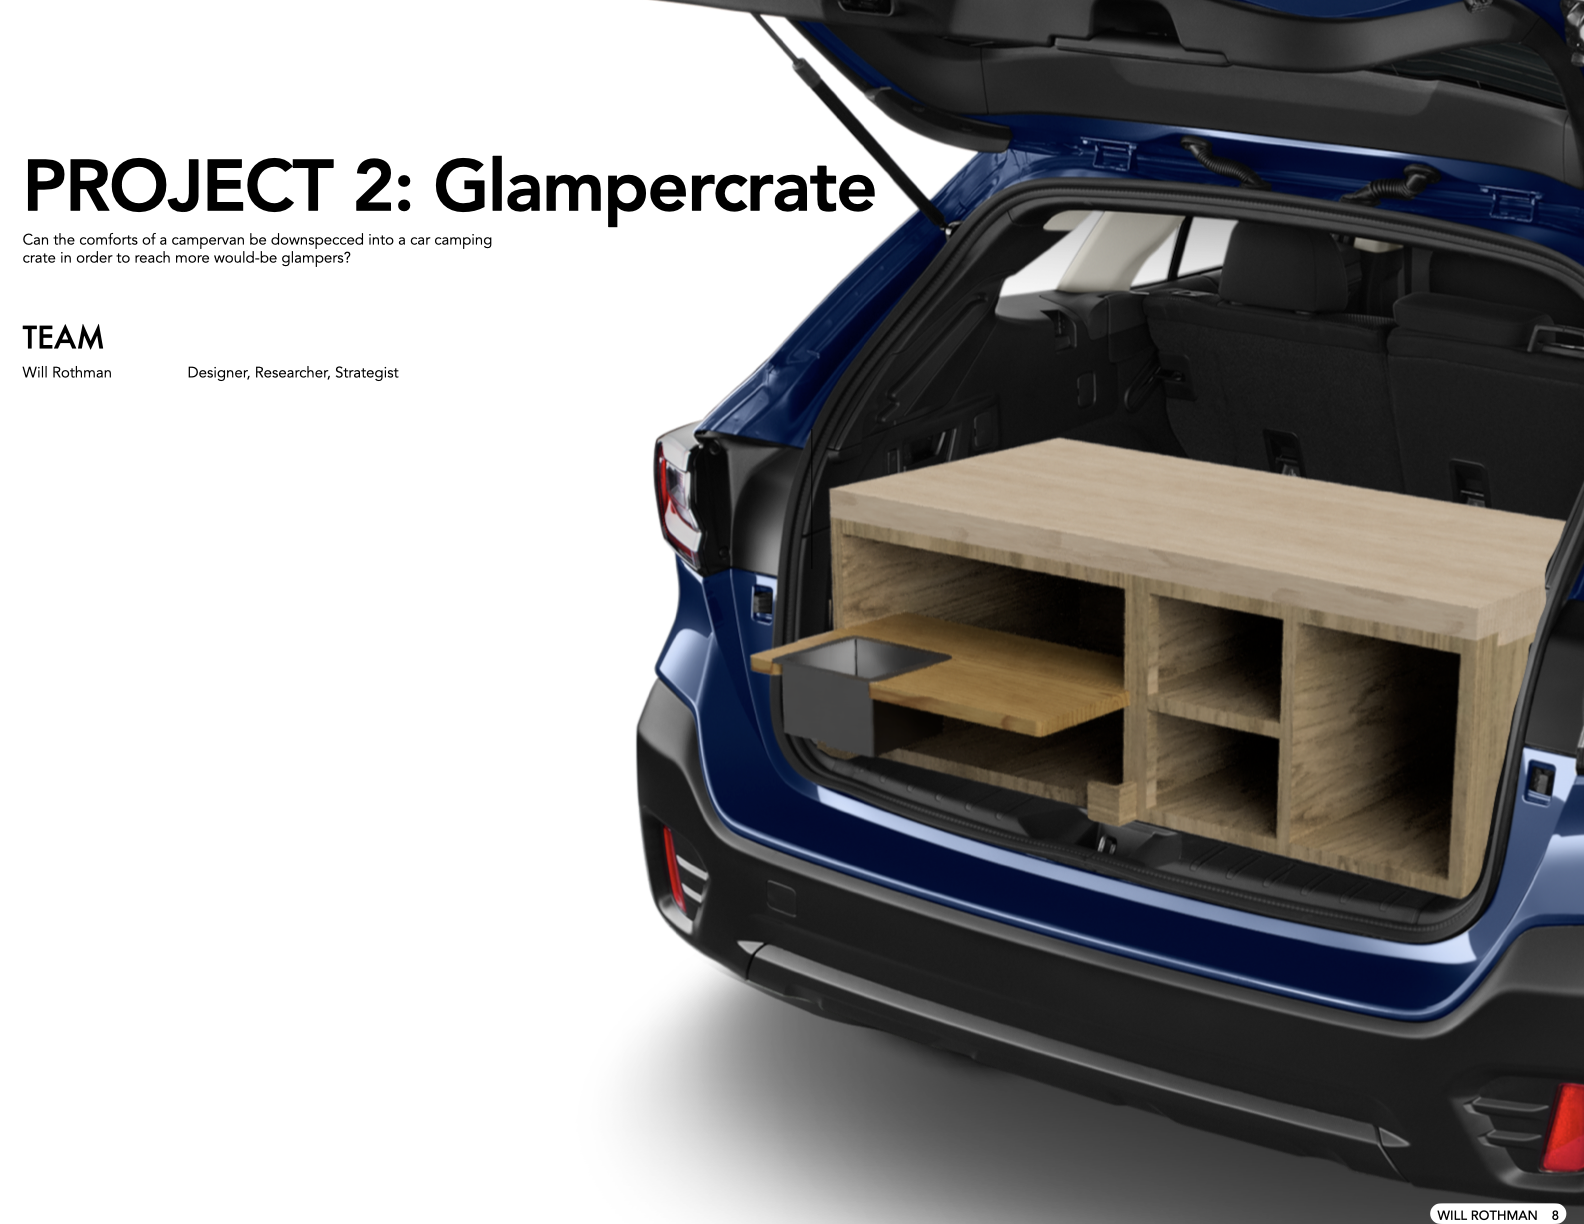 PROJECT 2: Glampercrate
Can the comforts of a campervan be downspecced into a car camping
crate in order to reach more would-be glampers?
TEAM
Will Rothman Designer, Researcher, Strategist
WILL ROTHMAN 8